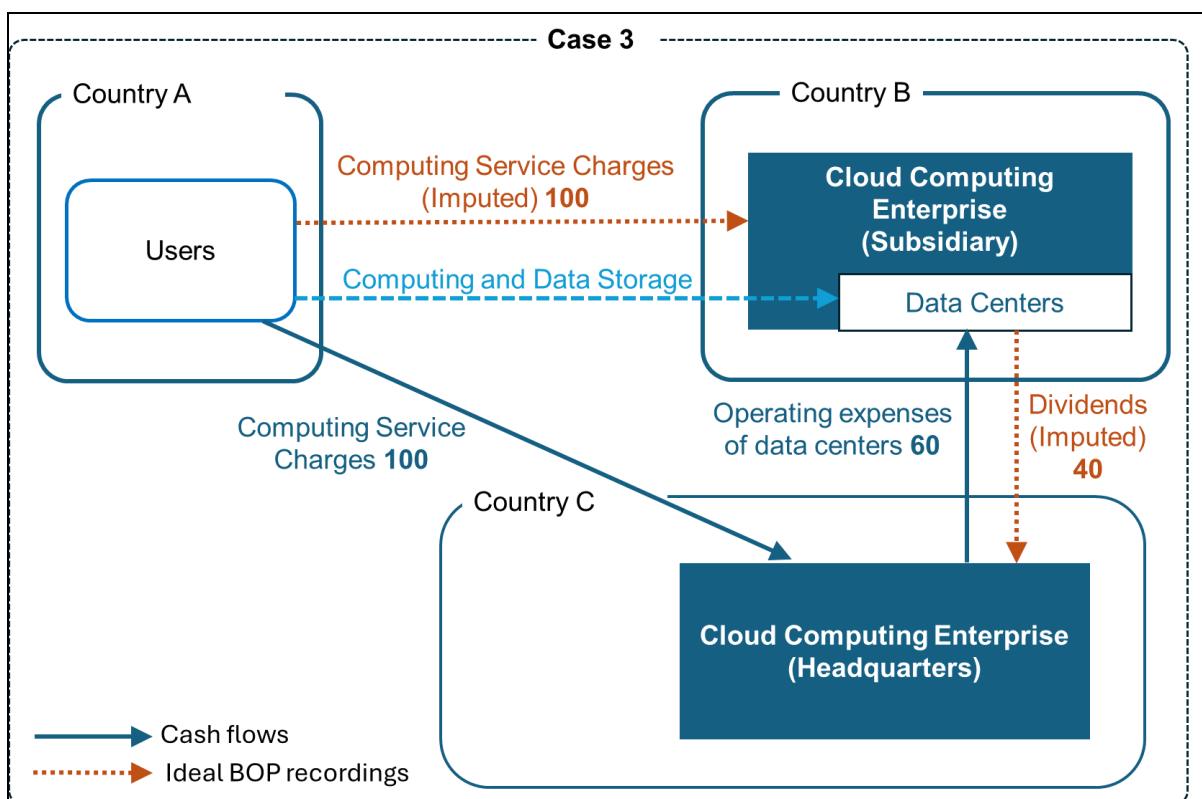 Case 3
Country A
Country B
Computing Service Charges
(Imputed) 100
Cloud Computing
Enterprise
(Subsidiary)
Users
Computing and Data Storage
Data Centers
Computing Service
Charges 100
Operating expenses
of data centers 60
Dividends
(Imputed)
40
Country C
Cloud Computing Enterprise
(Headquarters)
Cash flows
Ideal BOP recordings